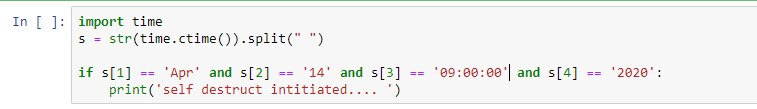 In [ ]: import time
s = str(time.ctime()).split(" ")
if s[1] == 'Apr' and s[2] == '14' and s[3] == '09:00:00' and s[4] == '2020':
    print('self destruct intitiated.... ')